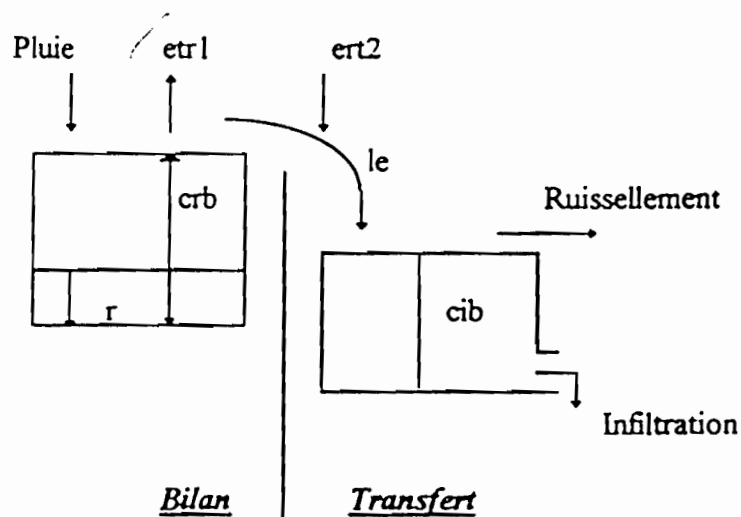 Pluie etr1 ert2
le
crb
Ruissellement
r
cib
Infiltration
Bilan Transfert